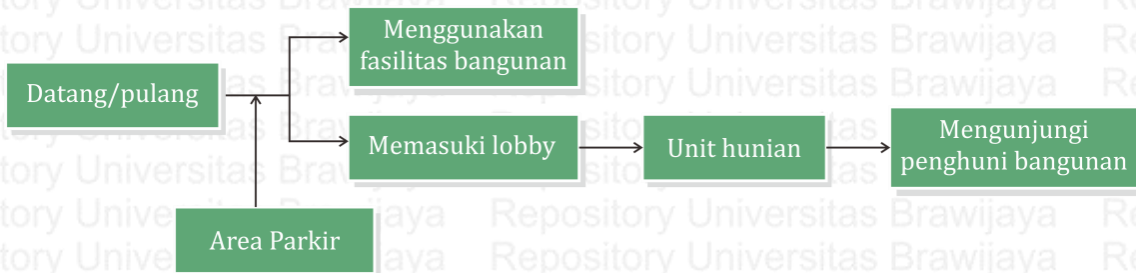 Menggunakan
fasilitas bangunan
Datang/pulang
Memasuki lobby
Unit hunian
Mengunjungi
penghuni bangunan
Area Parkir
Repository Universitas Brawijaya